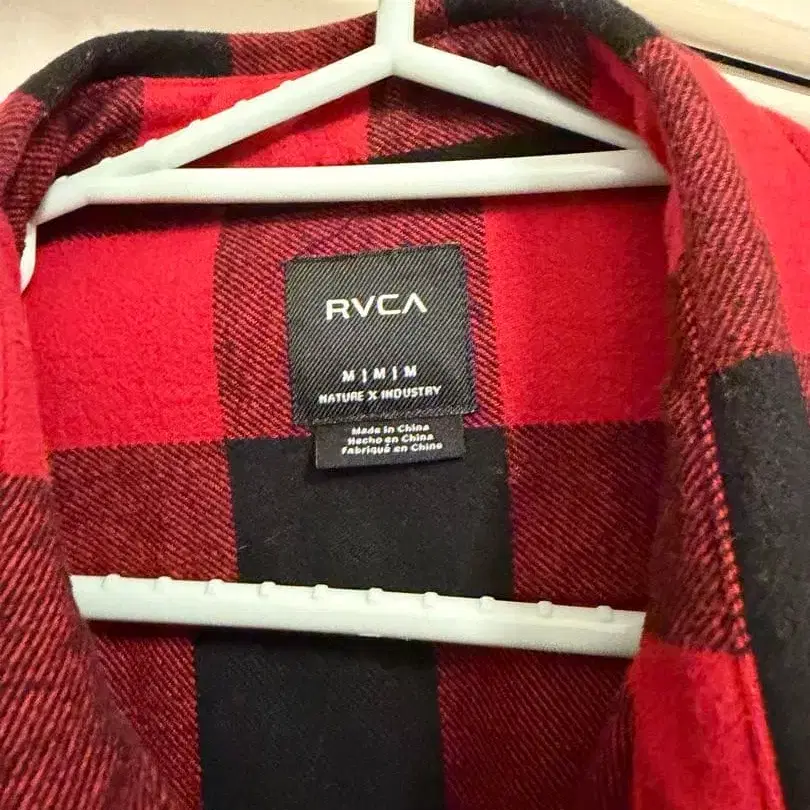 RVCA
M | M | M
NATURE X INDUSTRY
Made in China
Hecho en China
Fabriqué en Chine